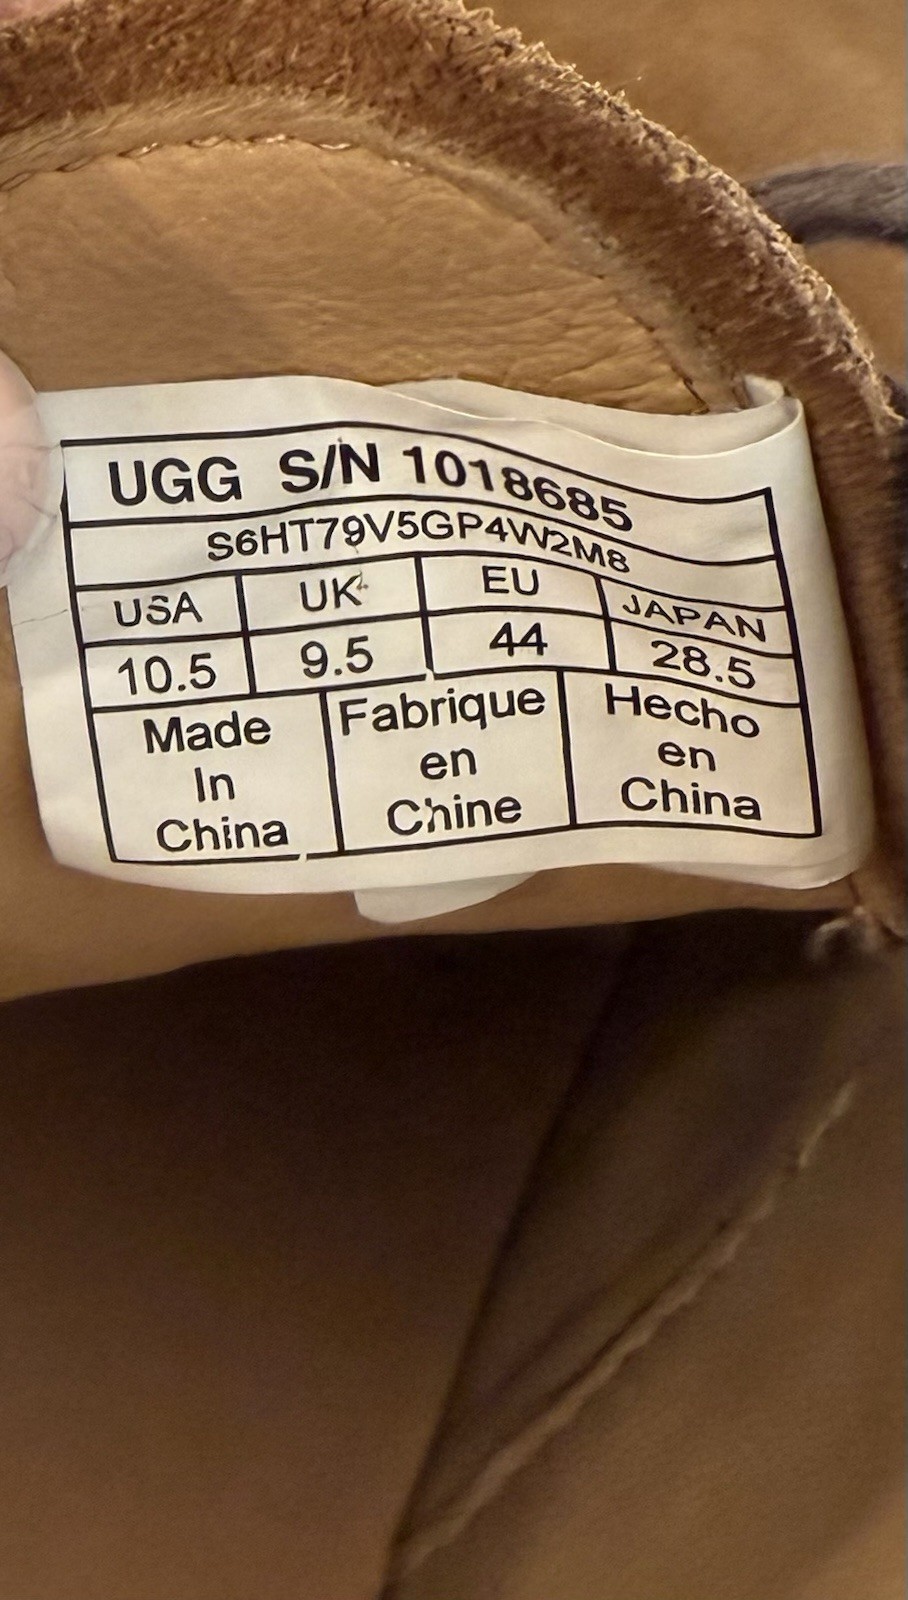 UGG S/N 1018685
S6HT79V5GP4W2M8
USA UK EU JAPAN
10.5 9.5 44 28.5
Made Fabrique Hecho
In en en
China Chine China